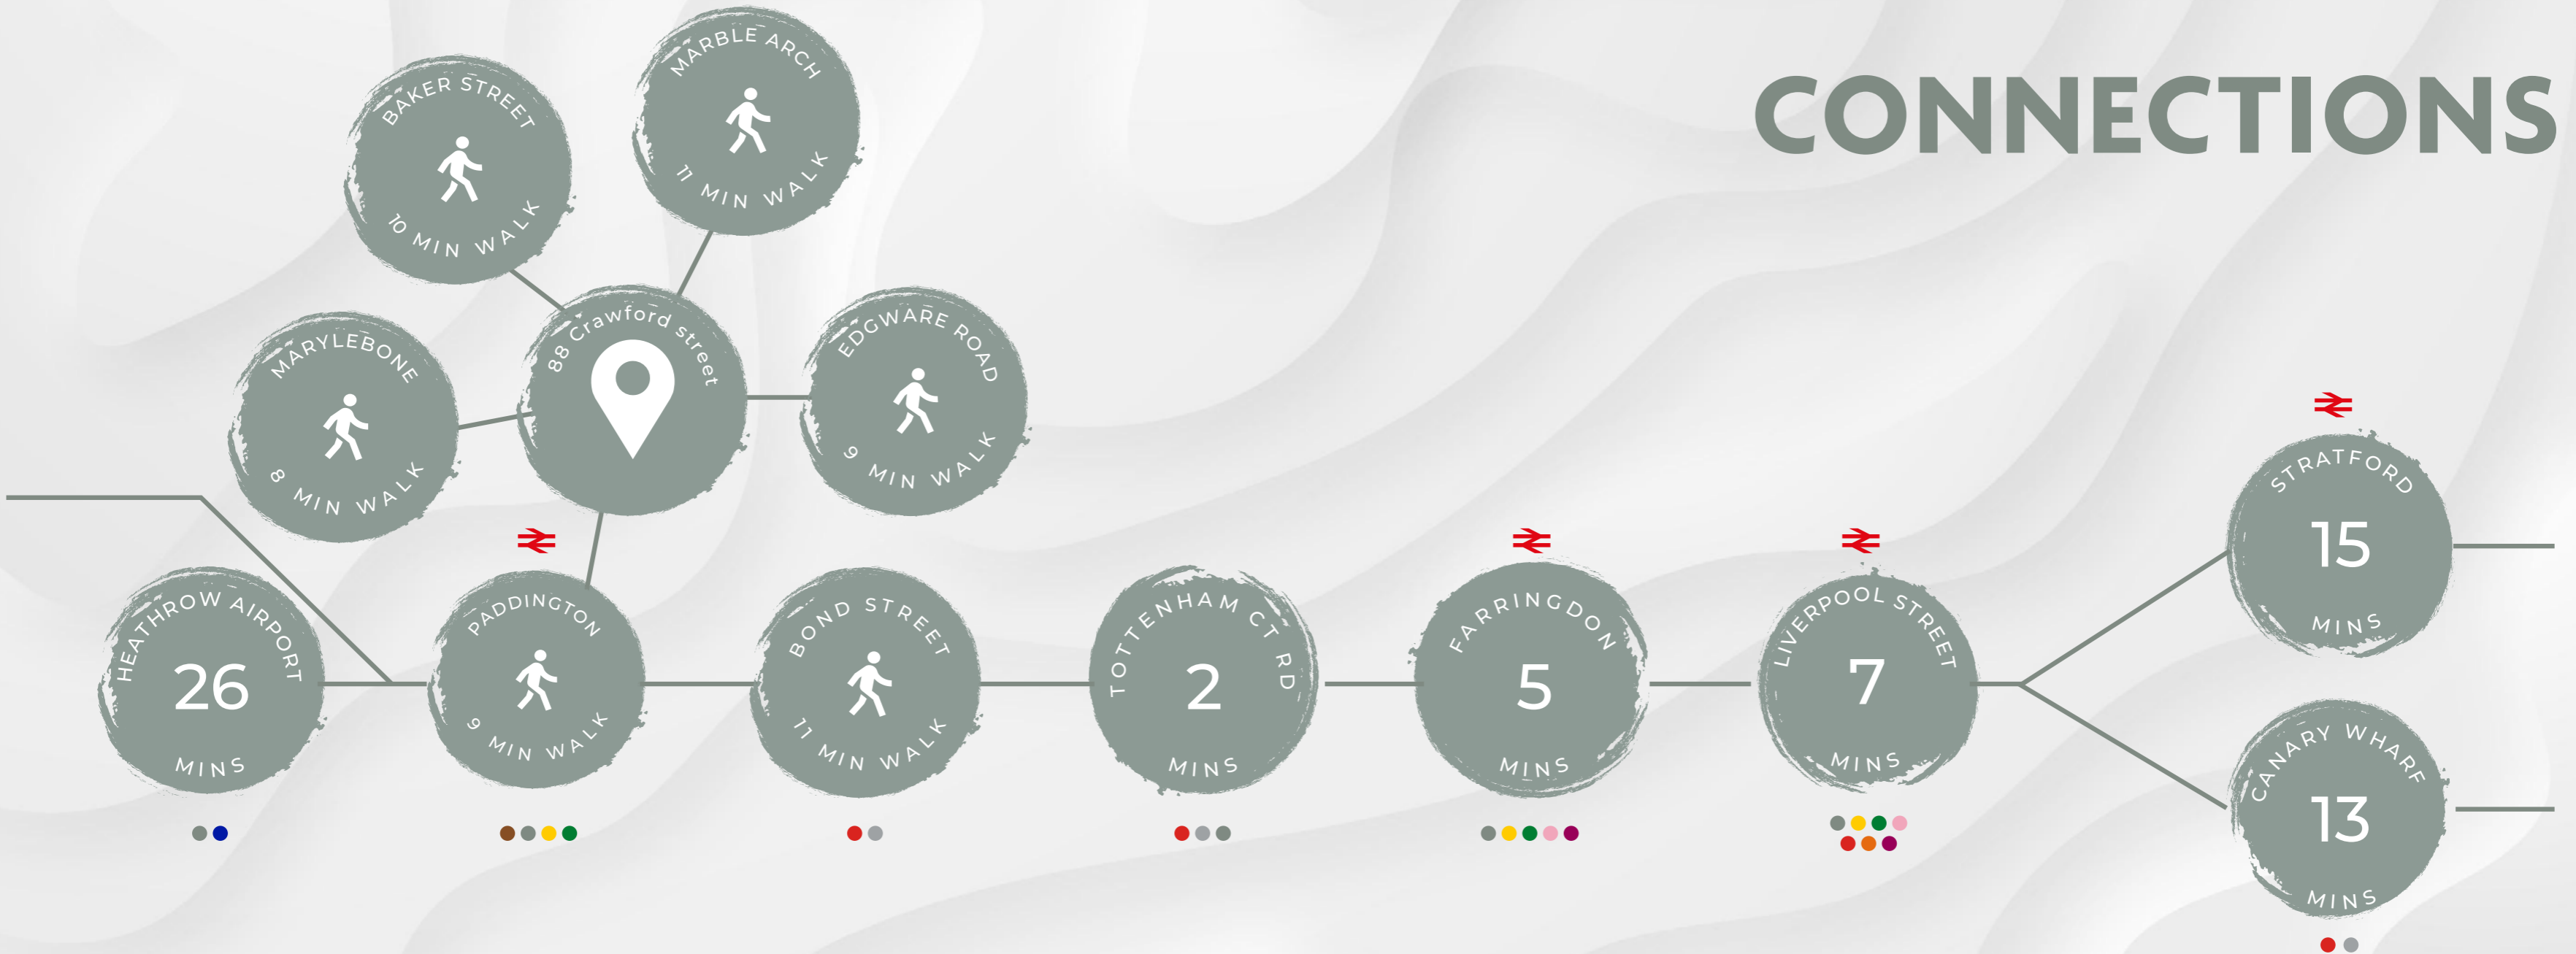 CONNECTIONS
MARBLE ARCH
11 MIN WALK
BAKER STREET
10 MIN WALK
88 Crawford street
EDGWARE ROAD
9 MIN WALK
MARYLEBONE
8 MIN WALK
HEATHROW AIRPORT
26
MINS
PADDINGTON
9 MIN WALK
BOND STREET
11 MIN WALK
TOTTENHAM CT RD
2
MINS
FARRINGDON
5
MINS
LIVERPOOL STREET
7
MINS
STRATFORD
15
MINS
CANARY WHARF
13
MINS